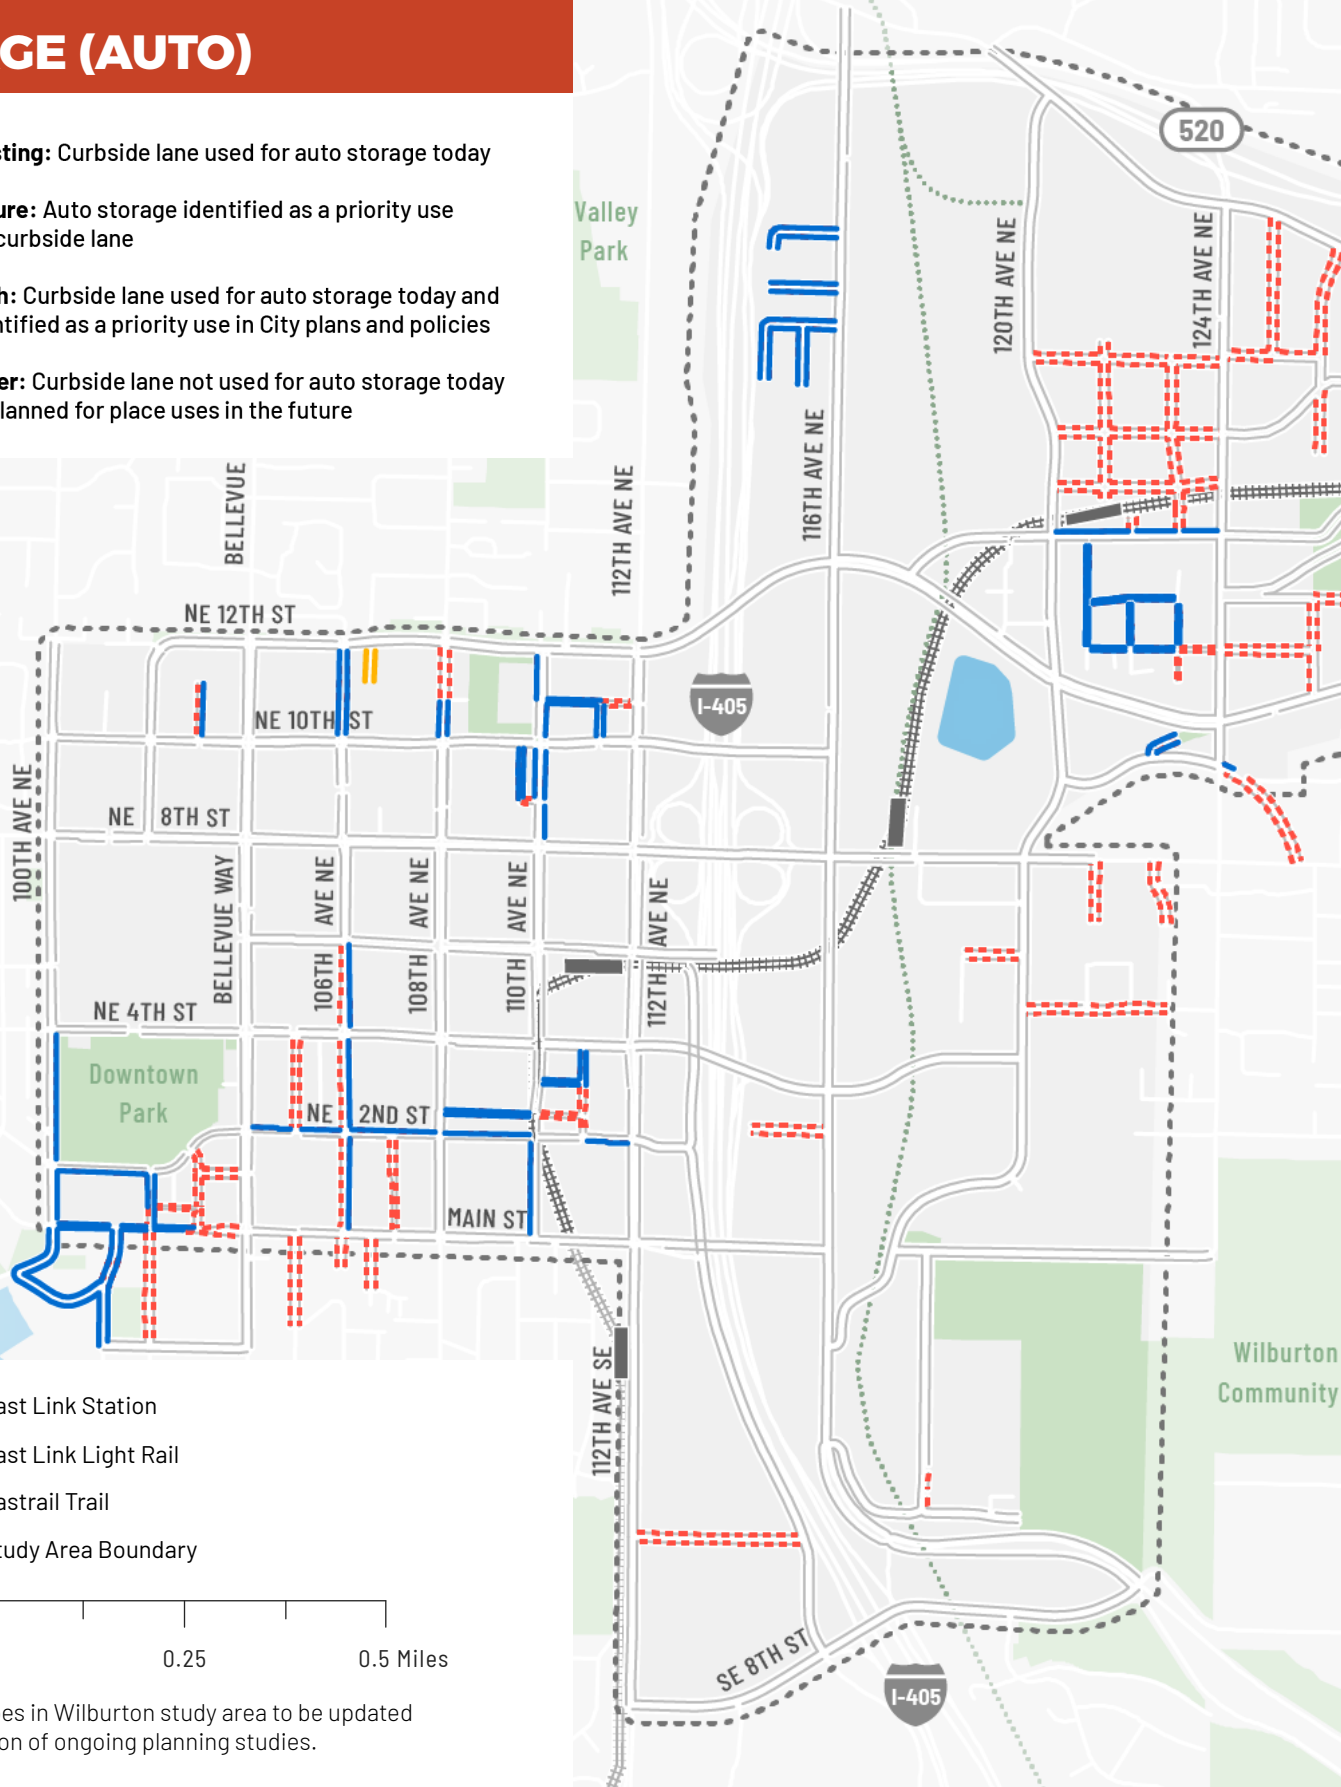 GE (AUTO)
sting: Curbside lane used for auto storage today
ure: Auto storage identified as a priority use
curbside lane
h: Curbside lane used for auto storage today and
ntified as a priority use in City plans and policies
er: Curbside lane not used for auto storage today
lanned for place uses in the future
Valley
Park
520
120TH AVE NE
124TH AVE NE
116TH AVE NE
BELLEVUE
112TH AVE NE
NE 12TH ST
NE 10TH ST
I-405
100TH AVE NE
NE 8TH ST
BELLEVUE WAY
106TH AVE NE
108TH AVE NE
110TH AVE NE
112TH AVE NE
NE 4TH ST
Downtown
Park
NE 2ND ST
MAIN ST
112TH AVE SE
Wilburton
Community
ast Link Station
ast Link Light Rail
astrail Trail
tudy Area Boundary
0.25
0.5 Miles
SE 8TH ST
I-405
es in Wilburton study area to be updated
on of ongoing planning studies.